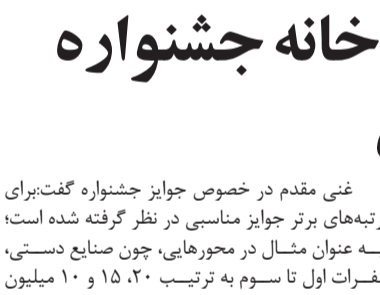 خانه جشنواره
غنی مقدم در خصوص جوایز جشنواره گفت:برای
رتبه‌های برتر جوایز مناسبی در نظر گرفته شده است؛
به عنوان مثال در محورهایی، چون صنایع دستی،
نفرات اول تا سوم به ترتیب ۲۰، ۱۵ و ۱۰ میلیون